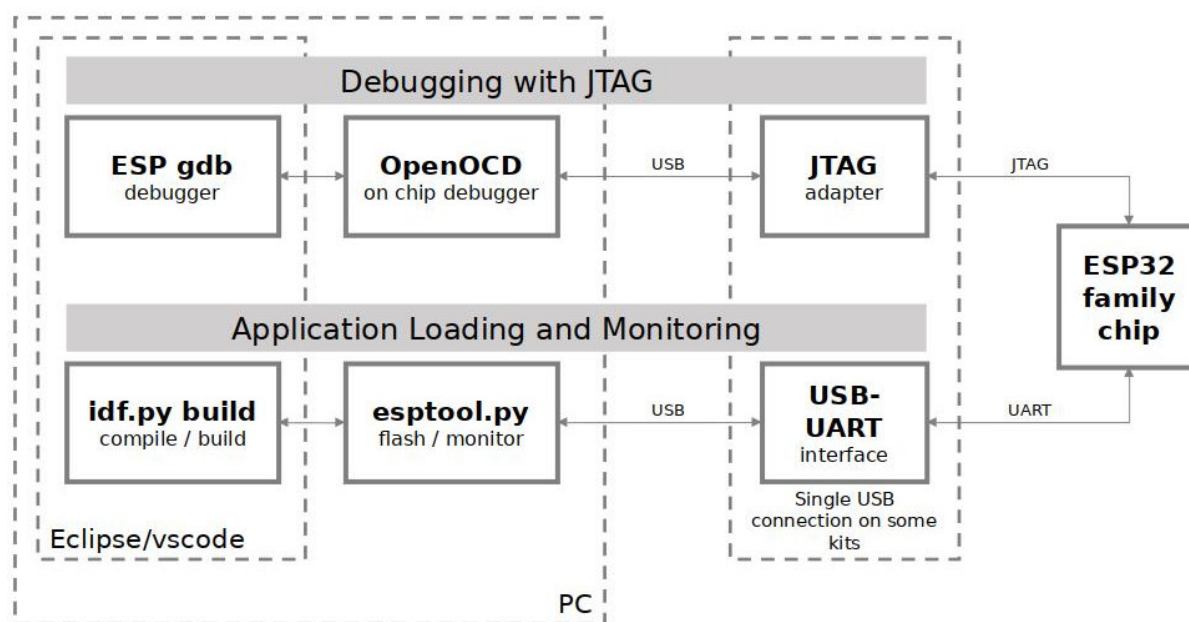 Debugging with JTAG
ESP gdb
debugger
OpenOCD
on chip debugger
USB
JTAG
adapter
JTAG
ESP32
family
chip
Application Loading and Monitoring
idf.py build
compile / build
esptool.py
flash / monitor
USB
USB-
UART
interface
UART
Single USB
connection on some
kits
Eclipse/vscode
PC